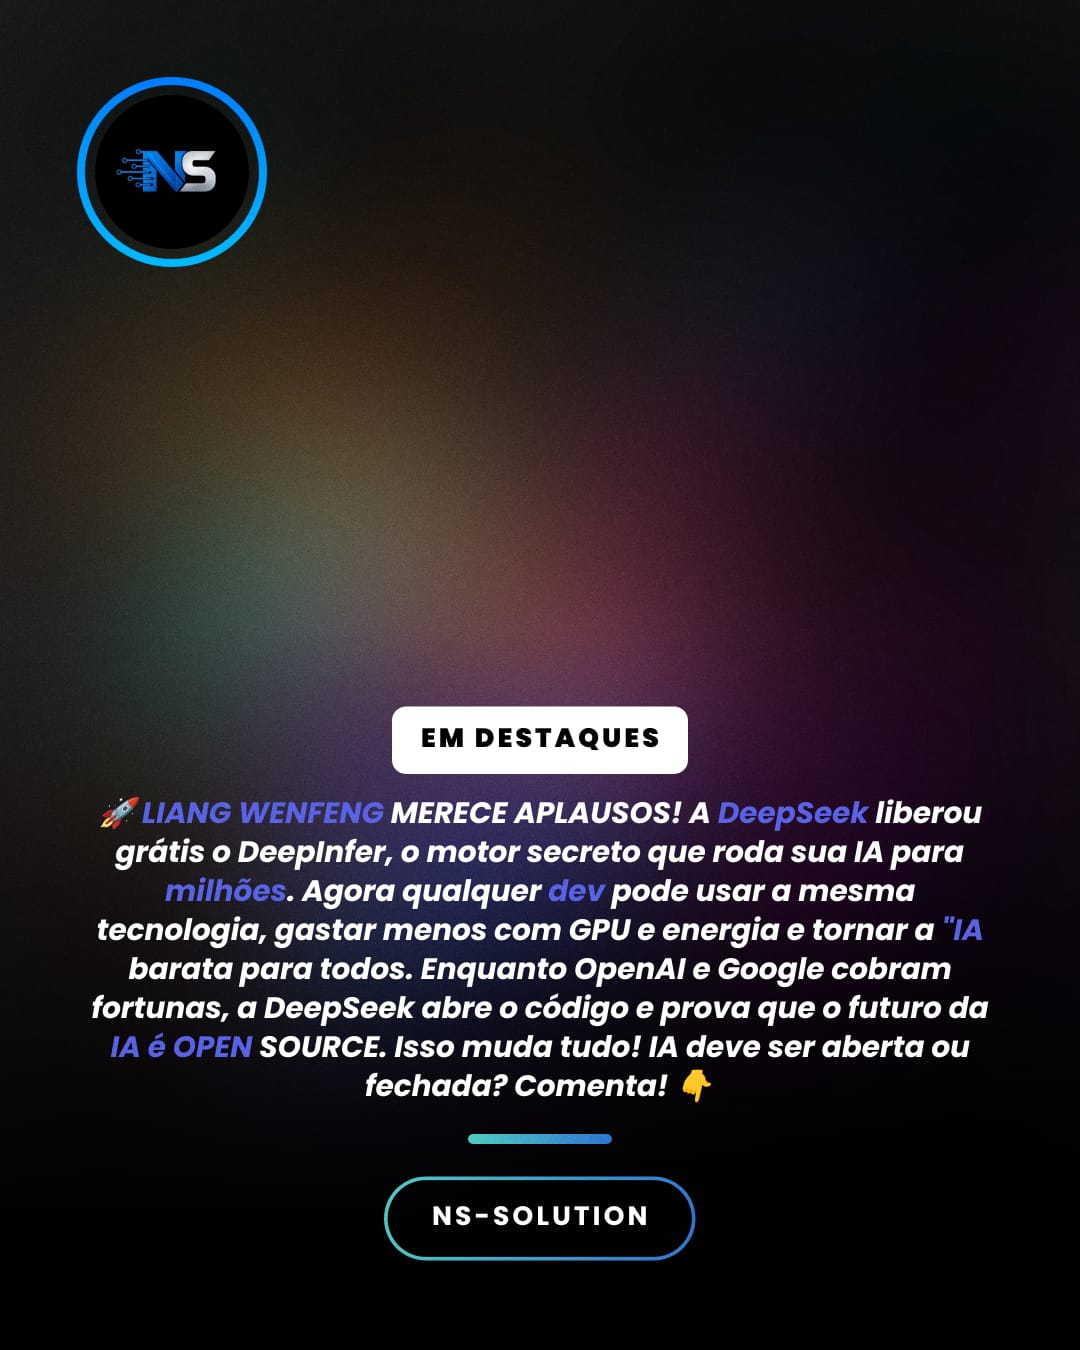 NS
EM DESTAQUES
🚀 LIANG WENFENG MERECE APLAUSOS! A DeepSeek liberou
grátis o DeepInfer, o motor secreto que roda sua IA para
milhões. Agora qualquer dev pode usar a mesma
tecnologia, gastar menos com GPU e energia e tornar a "IA
barata para todos. Enquanto OpenAI e Google cobram
fortunas, a DeepSeek abre o código e prova que o futuro da
IA é OPEN SOURCE. Isso muda tudo! IA deve ser aberta ou
fechada? Comenta! 👇
NS-SOLUTION